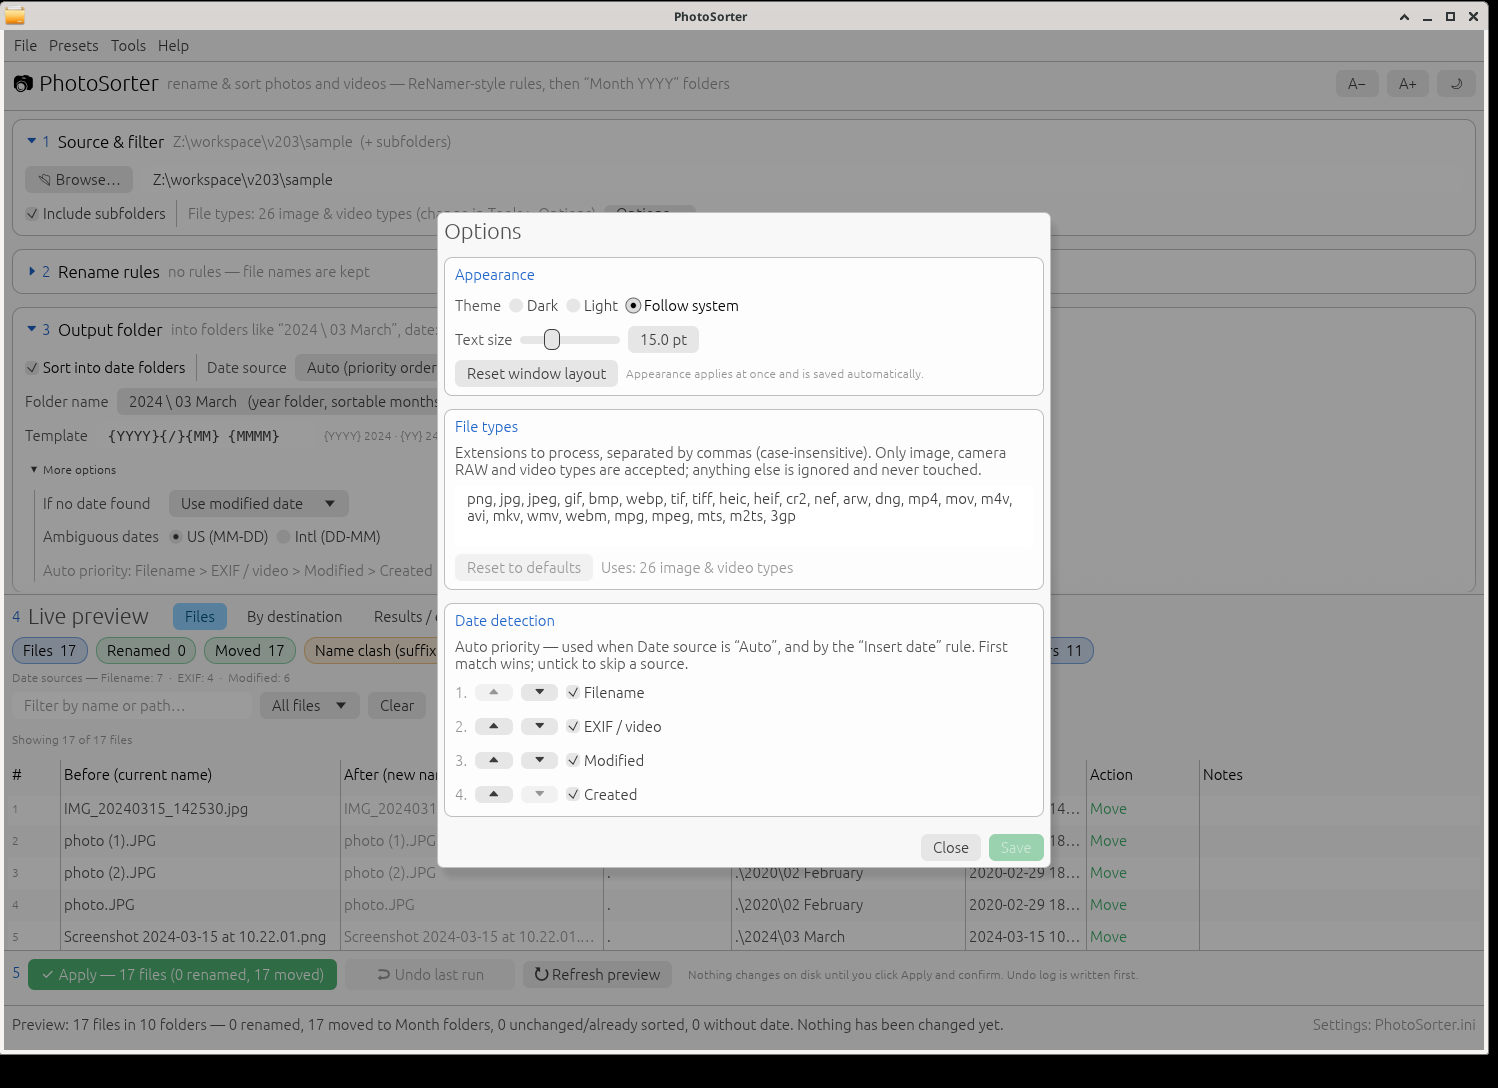 PhotoSorter
File Presets Tools Help
PhotoSorter rename & sort photos and videos — ReNamer-style rules, then “Month YYYY” folders A− A+
1 Source & filter Z:\workspace\v203\sample (+ subfolders)
Browse… Z:\workspace\v203\sample
Include subfolders File types: 26 image & video types
2 Rename rules no rules — file names are kept
3 Output folder into folders like “2024 \ 03 March”, date:
Sort into date folders Date source Auto (priority order
Folder name 2024 \ 03 March (year folder, sortable months
Template {YYYY}{/}{MM} {MMMM} {YYYY} 2024 · {YY} 24
More options
If no date found Use modified date
Ambiguous dates US (MM-DD) Intl (DD-MM)
Auto priority: Filename > EXIF / video > Modified > Created
Options
Appearance
Theme Dark Light Follow system
Text size 15.0 pt
Reset window layout Appearance applies at once and is saved automatically.
File types
Extensions to process, separated by commas (case-insensitive). Only image, camera
RAW and video types are accepted; anything else is ignored and never touched.
png, jpg, jpeg, gif, bmp, webp, tif, tiff, heic, heif, cr2, nef, arw, dng, mp4, mov, m4v,
avi, mkv, wmv, webm, mpg, mpeg, mts, m2ts, 3gp
Reset to defaults Uses: 26 image & video types
Date detection
Auto priority — used when Date source is “Auto”, and by the “Insert date” rule. First
match wins; untick to skip a source.
1. Filename
2. EXIF / video
3. Modified
4. Created
Close Save
4 Live preview Files By destination Results /
Files 17 Renamed 0 Moved 17 Name clash (suffix 11
Date sources — Filename: 7 · EXIF: 4 · Modified: 6
Filter by name or path… All files Clear
Showing 17 of 17 files
# Before (current name) After (new Action Notes
1 IMG_20240315_142530.jpg IMG_2024031 14… Move
2 photo (1).JPG photo (1).JPG 18… Move
3 photo (2).JPG photo (2).JPG . .\2020\02 February 2020-02-29 18… Move
4 photo.JPG photo.JPG . .\2020\02 February 2020-02-29 18… Move
5 Screenshot 2024-03-15 at 10.22.01.png Screenshot 2024-03-15 at 10.22.01.… . .\2024\03 March 2024-03-15 10… Move
5 Apply — 17 files (0 renamed, 17 moved) Undo last run Refresh preview Nothing changes on disk until you click Apply and confirm. Undo log is written first.
Preview: 17 files in 10 folders — 0 renamed, 17 moved to Month folders, 0 unchanged/already sorted, 0 without date. Nothing has been changed yet. Settings: PhotoSorter.ini